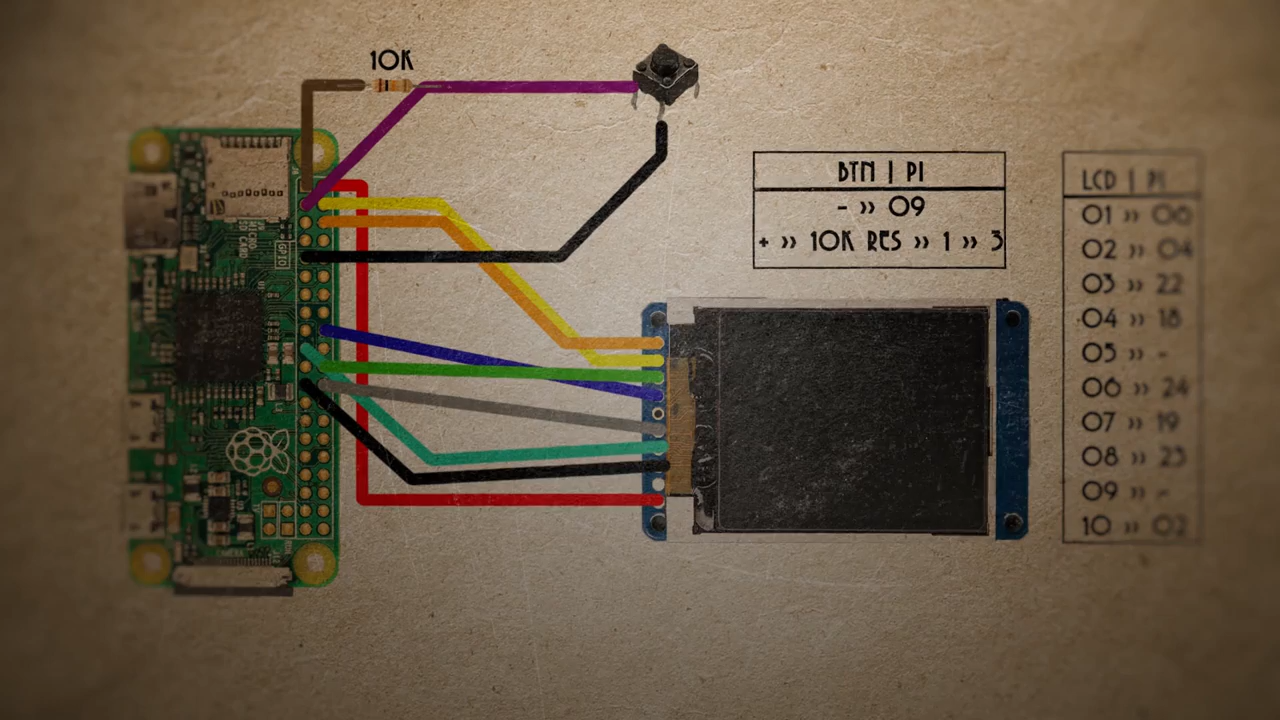 10K
BTN | PI
- » 09
+ » 10K RES » 1 » 3
LCD | PI
01 » 06
02 » 04
03 » 22
04 » 18
05 » -
06 » 24
07 » 19
08 » 23
09 » -
10 » 02
GPIO